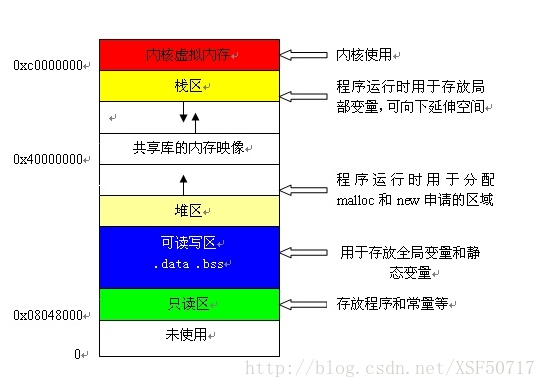 内核虚拟内存
内核使用
0xc0000000
栈区
程序运行时用于存放局
部变量，可向下延伸空间
共享库的内存映像
0x40000000
程序运行时用于分配
malloc 和 new 申请的区域
堆区
可读写区
.data .bss
用于存放全局变量和静
态变量
只读区
存放程序和常量等
0x08048000
未使用
0
http://blog.csdn.net/XSF50717